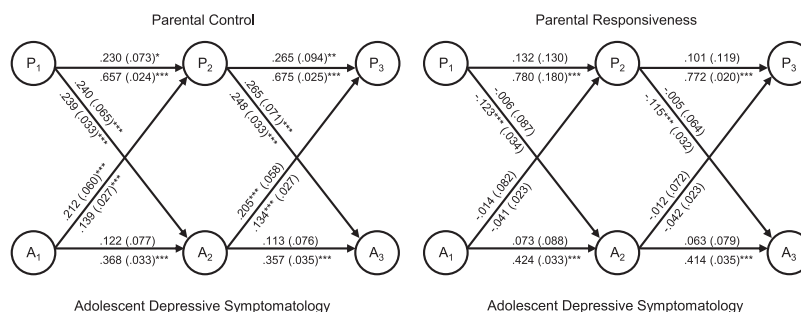 Parental Control
P1
.230 (.073)*
.657 (.024)***
P2
.265 (.094)**
.675 (.025)***
P3
.240 (.065)***
.239 (.033)***
.265 (.071)***
.248 (.033)***
.212 (.060)***
.139 (.027)***
.205*** (.058)
.134*** (.027)
A1
.122 (.077)
.368 (.033)***
A2
.113 (.076)
.357 (.035)***
A3
Adolescent Depressive Symptomatology
Parental Responsiveness
P1
.132 (.130)
.780 (.180)***
P2
.101 (.119)
.772 (.020)***
P3
-.006 (.087)
-.123*** (.034)
-.005 (.064)
-.115*** (.032)
-.014 (.082)
-.041 (.023)
-.012 (.072)
-.042 (.023)
A1
.073 (.088)
.424 (.033)***
A2
.063 (.079)
.414 (.035)***
A3
Adolescent Depressive Symptomatology